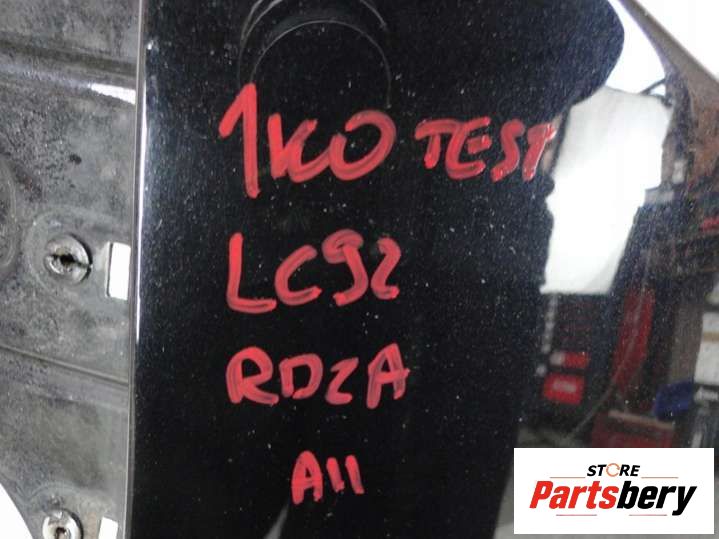 1K0 TEST
LC9Z
RDZA
A11
STORE
Partsbery